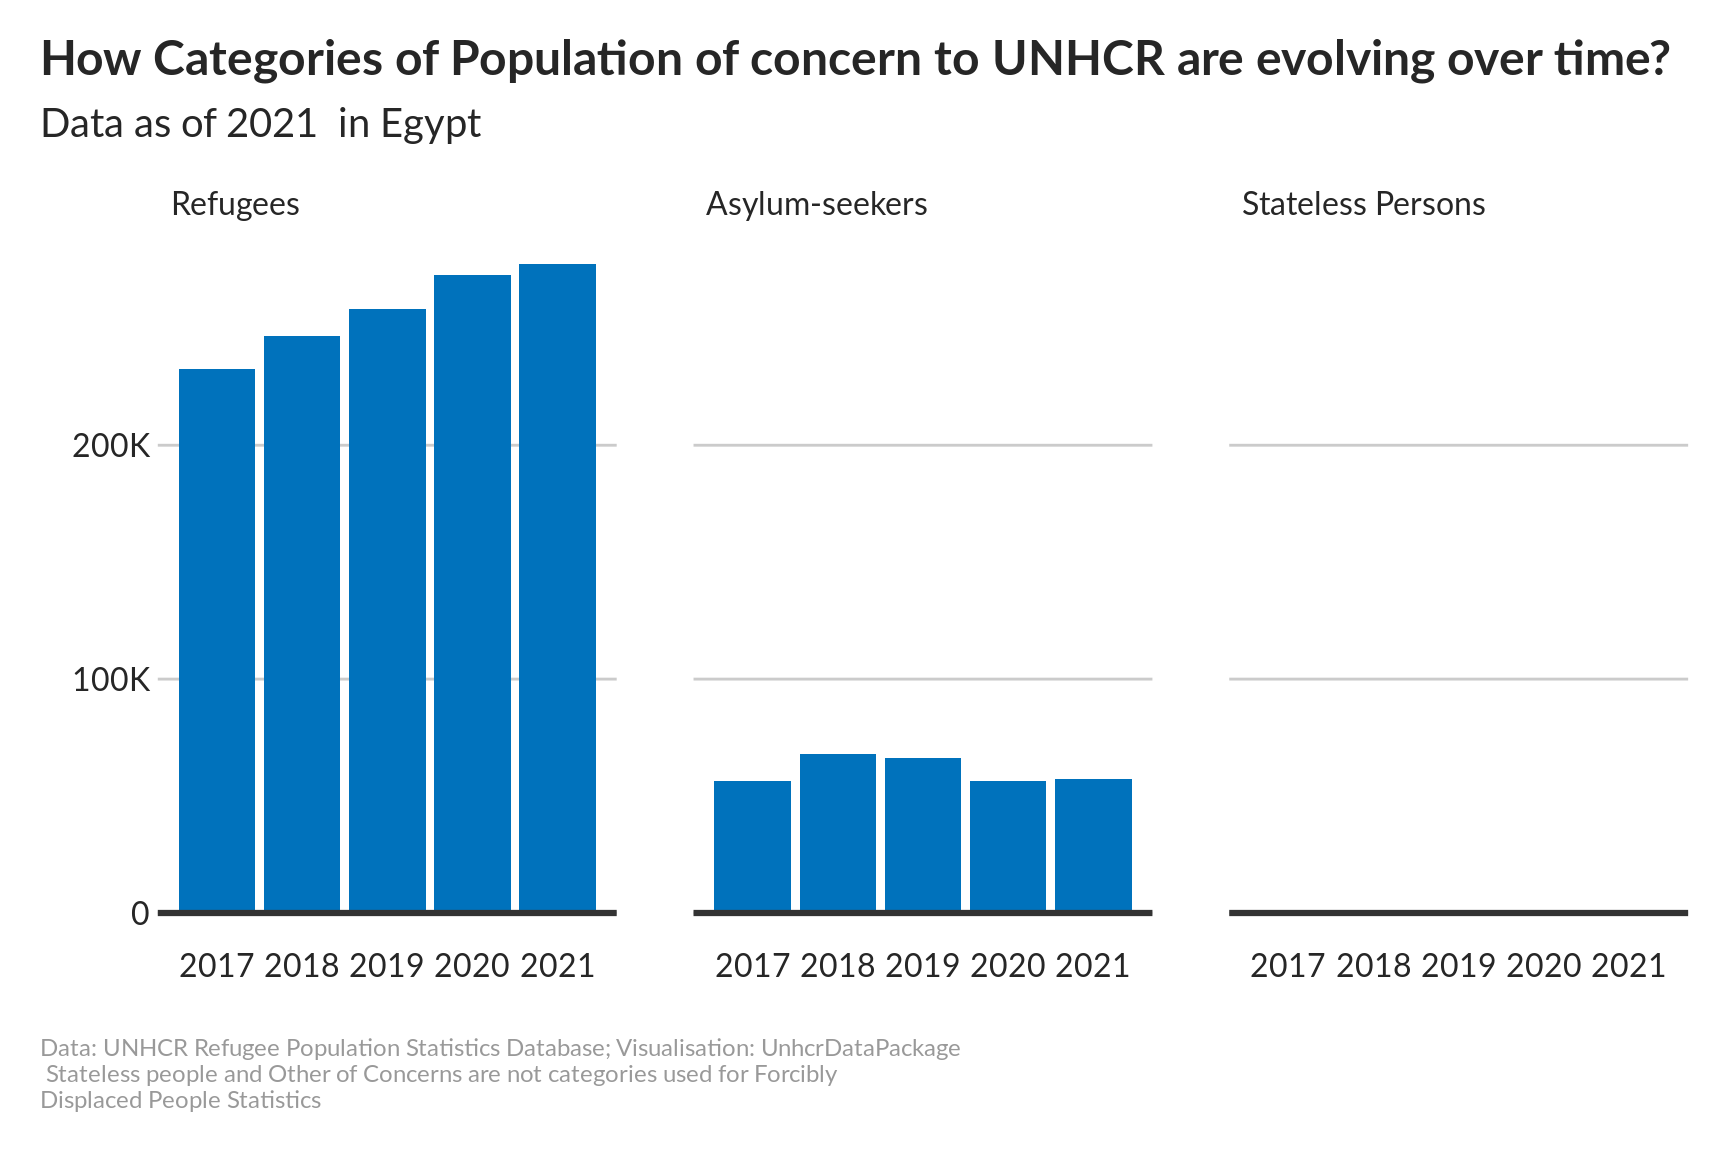 How Categories of Population of concern to UNHCR are evolving over time?
Data as of 2021  in Egypt
Refugees
Asylum-seekers
Stateless Persons
200K
100K
0
2017 2018 2019 2020 2021
2017 2018 2019 2020 2021
2017 2018 2019 2020 2021
Data: UNHCR Refugee Population Statistics Database; Visualisation: UnhcrDataPackage
Stateless people and Other of Concerns are not categories used for Forcibly
Displaced People Statistics